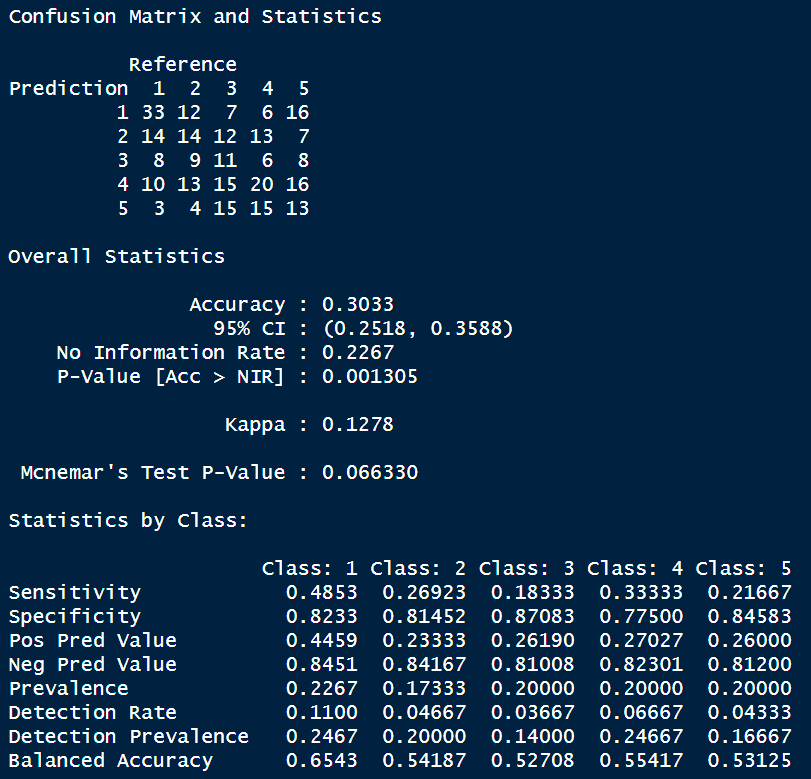 Confusion Matrix and Statistics
          Reference
Prediction  1  2  3  4  5
         1 33 12  7  6 16
         2 14 14 12 13  7
         3  8  9 11  6  8
         4 10 13 15 20 16
         5  3  4 15 15 13
Overall Statistics
               Accuracy : 0.3033
                 95% CI : (0.2518, 0.3588)
    No Information Rate : 0.2267
    P-Value [Acc > NIR] : 0.001305
                  Kappa : 0.1278
 Mcnemar's Test P-Value : 0.066330
Statistics by Class:
                     Class: 1 Class: 2 Class: 3 Class: 4 Class: 5
Sensitivity            0.4853  0.26923  0.18333  0.33333  0.21667
Specificity            0.8233  0.81452  0.87083  0.77500  0.84583
Pos Pred Value         0.4459  0.23333  0.26190  0.27027  0.26000
Neg Pred Value         0.8451  0.84167  0.81008  0.82301  0.81200
Prevalence             0.2267  0.17333  0.20000  0.20000  0.20000
Detection Rate         0.1100  0.04667  0.03667  0.06667  0.04333
Detection Prevalence   0.2467  0.20000  0.14000  0.24667  0.16667
Balanced Accuracy      0.6543  0.54187  0.52708  0.55417  0.53125